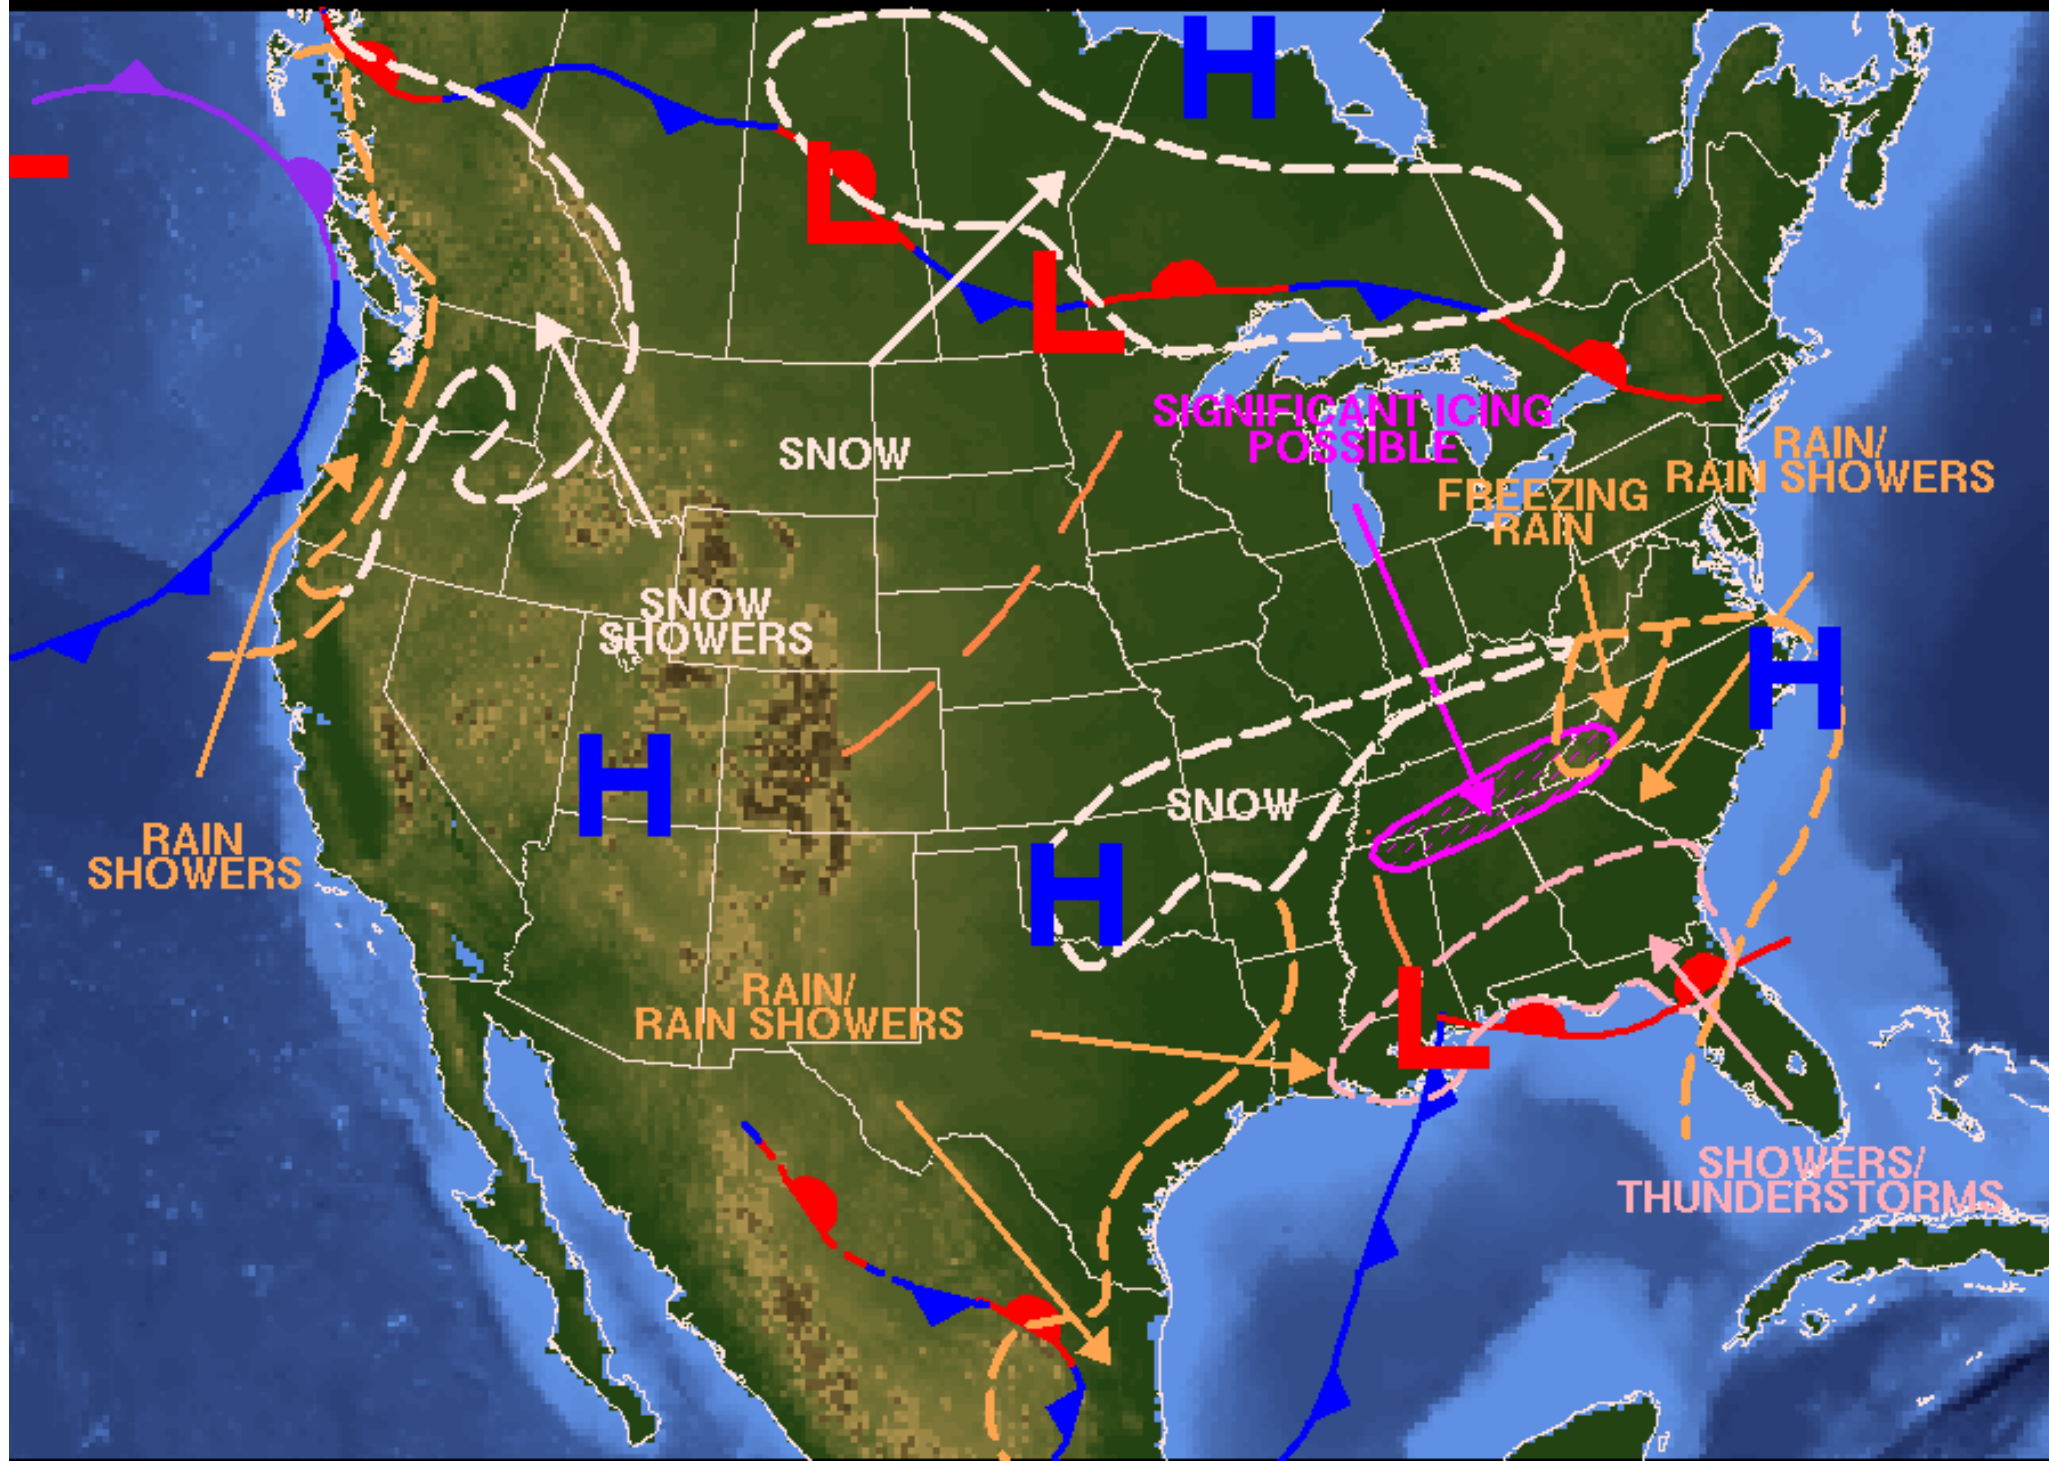 H
L
L
SIGNIFICANT ICING
POSSIBLE
SNOW
RAIN/
RAIN SHOWERS
FREEZING
RAIN
SNOW
SHOWERS
H
H
SNOW
RAIN
SHOWERS
H
RAIN/
RAIN SHOWERS
L
SHOWERS/
THUNDERSTORMS